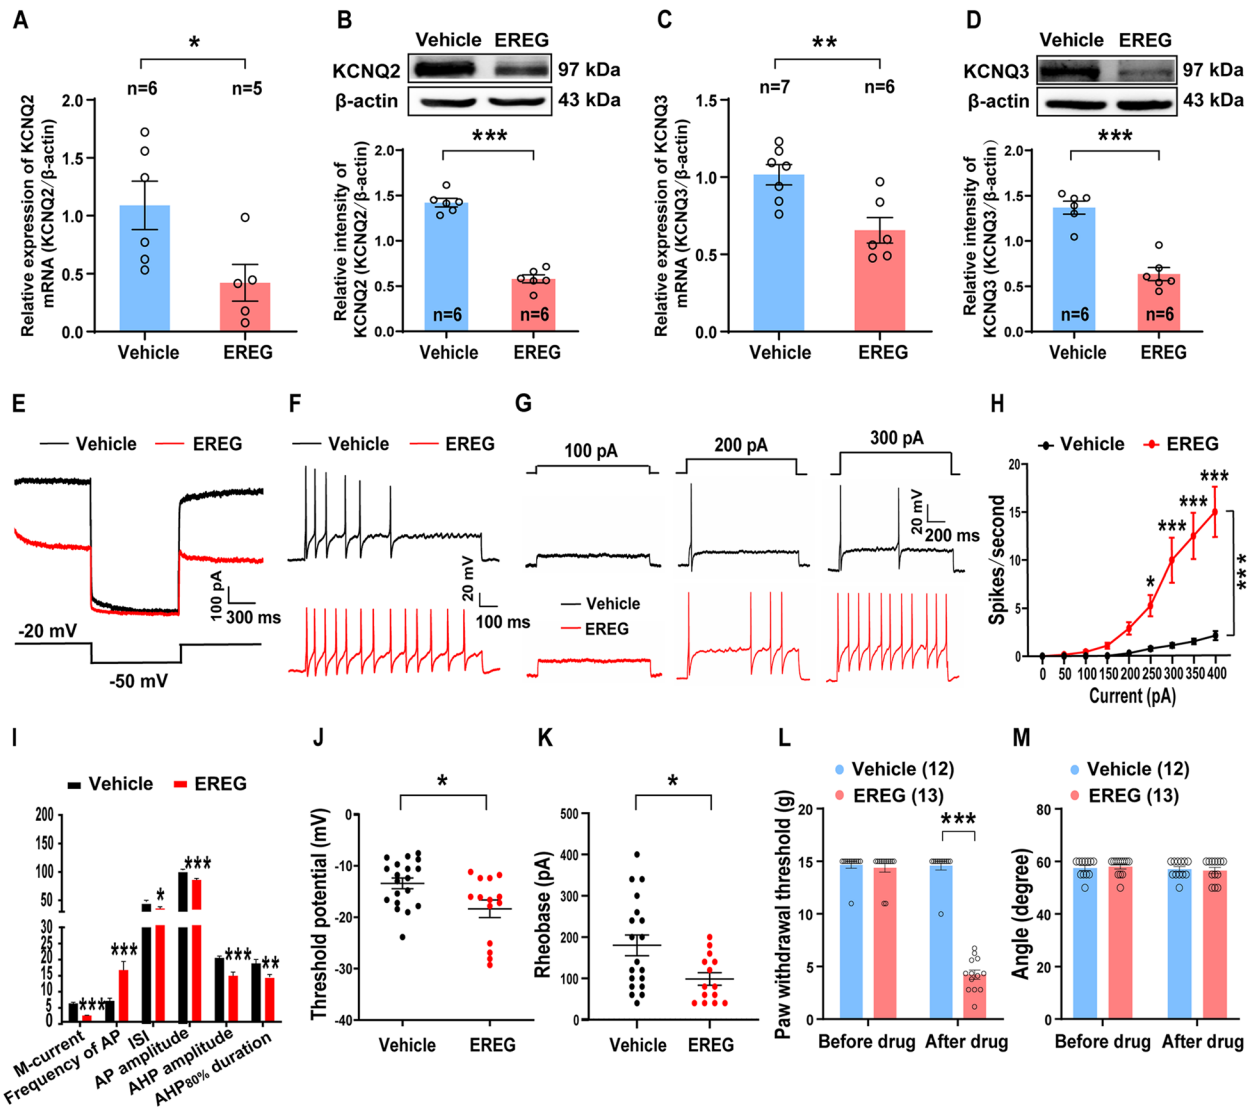 A
*
n=6 n=5
Relative expression of KCNQ2
mRNA (KCNQ2/β-actin)
2.0
1.5
1.0
0.5
0.0
Vehicle EREG
B
Vehicle EREG
KCNQ2 97 kDa
β-actin 43 kDa
***
Relative intensity of
KCNQ2 (KCNQ2/β-actin)
2.0
1.5
1.0
0.5
0.0
n=6 n=6
Vehicle EREG
C
**
n=7 n=6
Relative expression of KCNQ3
mRNA (KCNQ3/β-actin)
1.5
1.0
0.5
0.0
Vehicle EREG
D
Vehicle EREG
KCNQ3 97 kDa
β-actin 43 kDa
***
Relative intensity of
KCNQ3 (KCNQ3/β-actin)
2.0
1.5
1.0
0.5
0.0
n=6 n=6
Vehicle EREG
E
Vehicle EREG
100 pA
300 ms
-20 mV
-50 mV
F
Vehicle EREG
20 mV
100 ms
G
100 pA 200 pA 300 pA
20 mV
200 ms
Vehicle
EREG
H
Vehicle EREG
Spikes/second
20
15
10
5
0
* *** *** ***
***
0 50 100 150 200 250 300 350 400
Current (pA)
I
Vehicle EREG
200
150
100
50
30
25
20
15
10
5
0
*** *** * *** *** **
M-current
Frequency of AP
ISI
AP amplitude
AHP amplitude
AHP80% duration
J
*
Threshold potential (mV)
0
-10
-20
-30
-40
Vehicle EREG
K
*
Rheobase (pA)
500
400
300
200
100
0
Vehicle EREG
L
Vehicle (12)
EREG (13)
***
Paw withdrawal threshold (g)
20
15
10
5
0
Before drug After drug
M
Vehicle (12)
EREG (13)
Angle (degree)
80
60
40
20
0
Before drug After drug